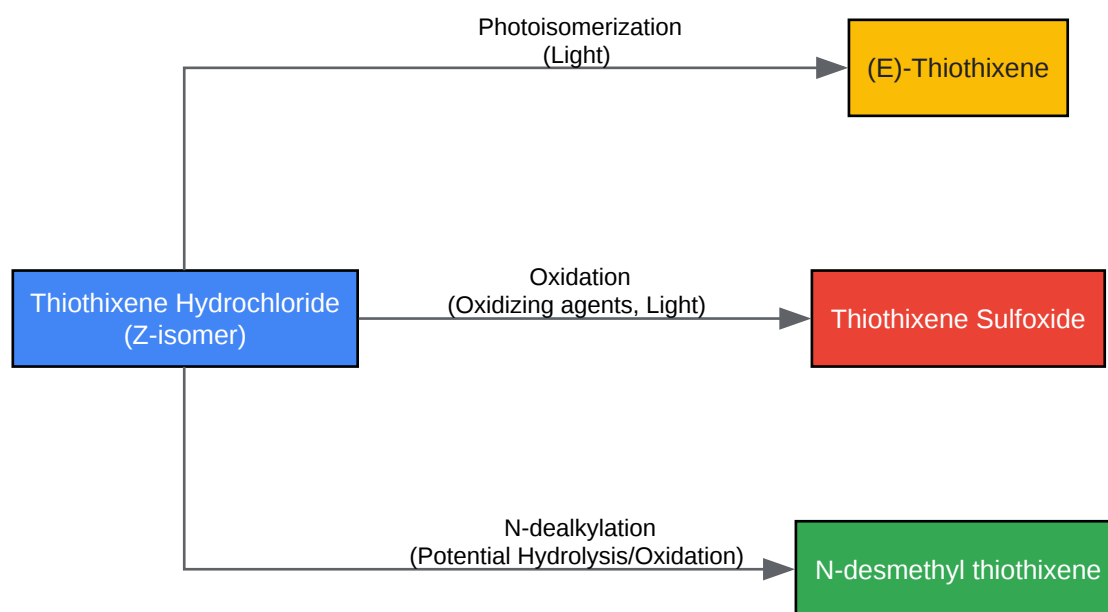 Photoisomerization
(Light)
(E)-Thiothixene
Thiothixene Hydrochloride
(Z-isomer)
Oxidation
(Oxidizing agents, Light)
Thiothixene Sulfoxide
N-dealkylation
(Potential Hydrolysis/Oxidation)
N-desmethyl thiothixene